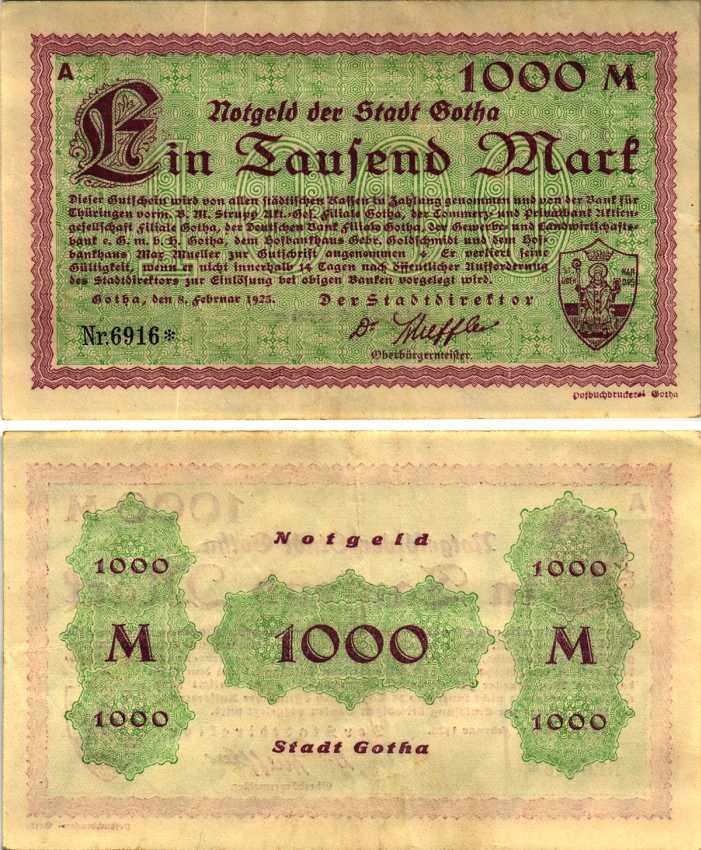 A
1000 M
Notgeld der Stadt Gotha
Ein Tausend Mark
1000
Dieser Gutschein wird von allen städtischen Kassen in Zahlung genommen und von der Bank für
Thüringen vorm. B. M. Strupp Akt.-Ges. Filiale Gotha, der Commerz- und Privatbank Aktien-
gesellschaft Filiale Gotha, der Deutschen Bank Filiale Gotha, der Gewerbe- und Landwirtschafts-
bank e. G. m. b. H. Gotha, dem Hofbankhaus Gebr. Goldschmidt und dem Hof-
bankhaus Max Mueller zur Gutschrift angenommen + Er verliert seine
Gültigkeit, wenn er nicht innerhalb 14 Tagen nach öffentlicher Aufforderung
des Stadtdirektors zur Einlösung bei obigen Banken vorgelegt wird.
Gotha, den 8. Februar 1923. Der Stadtdirektor
Nr. 6916*
Dr. Scheffler
Oberbürgermeister.
Hofbuchdruckerei Gotha
Notgeld
1000
1000
M
1000
M
1000
1000
Stadt Gotha